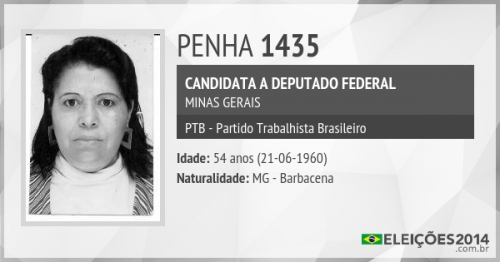 PENHA 1435
CANDIDATA A DEPUTADO FEDERAL
MINAS GERAIS
PTB - Partido Trabalhista Brasileiro
Idade: 54 anos (21-06-1960)
Naturalidade: MG - Barbacena
ELEIÇÕES2014
.com.br